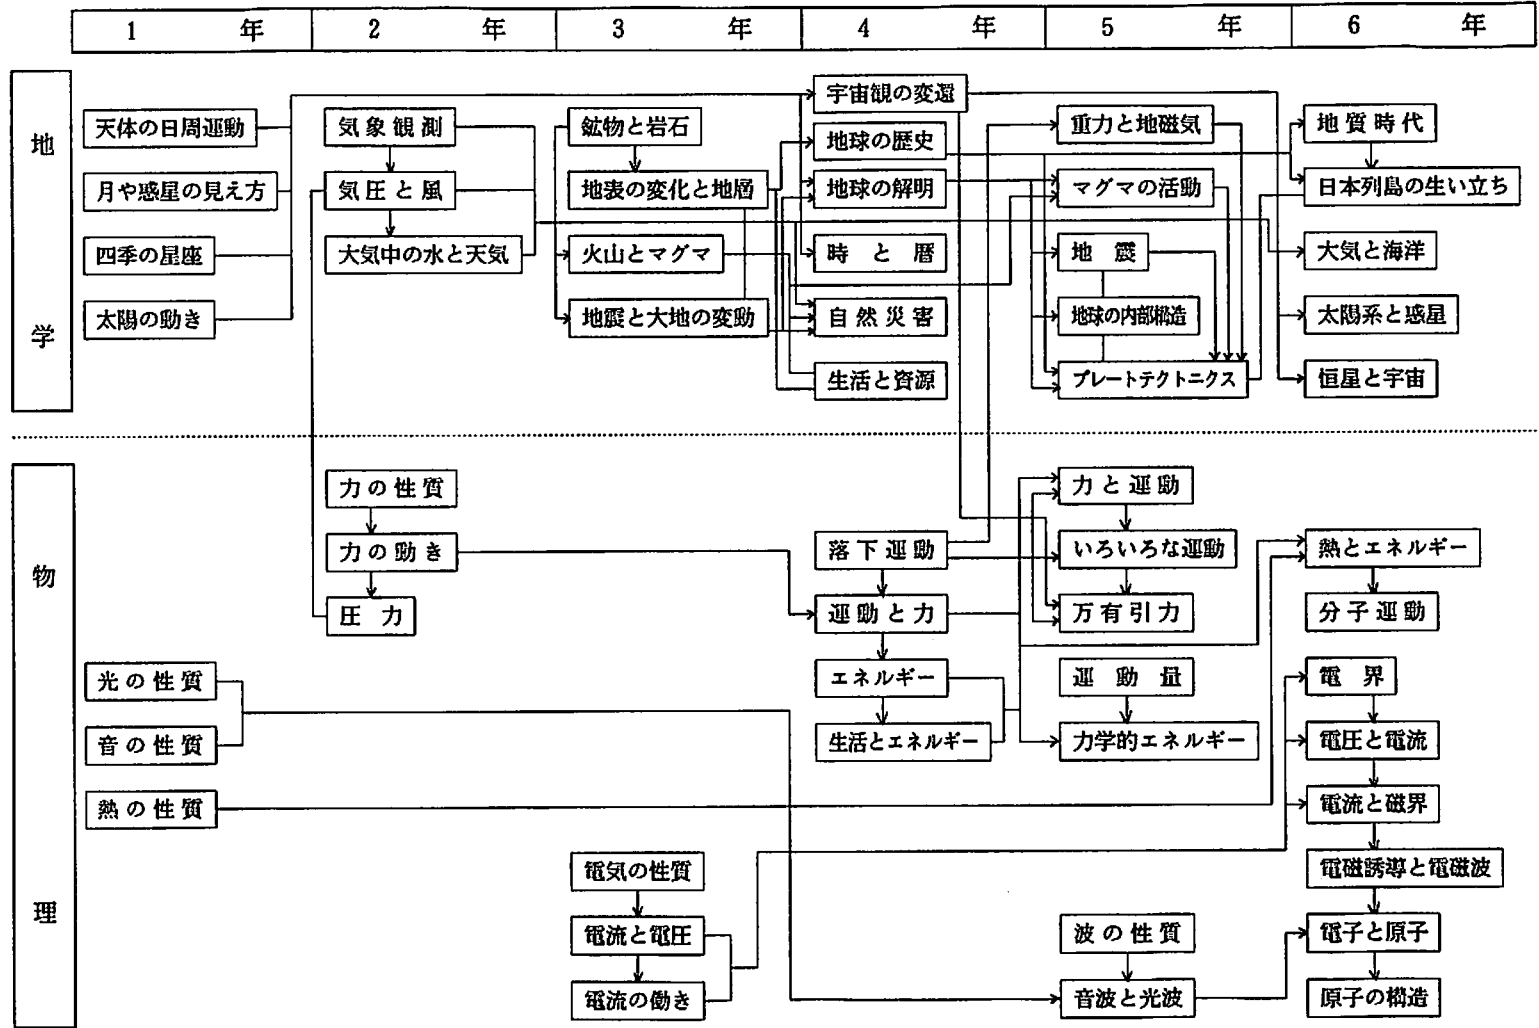 1 年 2 年 3 年 4 年 5 年 6 年
地学
天体の日周運動
月や惑星の見え方
四季の星座
太陽の動き
気象観測
気圧と風
大気中の水と天気
鉱物と岩石
地表の変化と地層
火山とマグマ
地震と大地の変動
宇宙観の変還
地球の歴史
地球の解明
時と暦
自然災害
生活と資源
重力と地磁気
マグマの活動
地震
地球の内部構造
プレートテクトニクス
地質時代
日本列島の生い立ち
大気と海洋
太陽系と惑星
恒星と宇宙
物理
光の性質
音の性質
熱の性質
力の性質
力の動き
圧力
電気の性質
電流と電圧
電流の働き
落下運動
運動と力
エネルギー
生活とエネルギー
力と運動
いろいろな運動
万有引力
運動量
力学的エネルギー
波の性質
音波と光波
熱とエネルギー
分子運動
電界
電圧と電流
電流と磁界
電磁誘導と電磁波
電子と原子
原子の構造